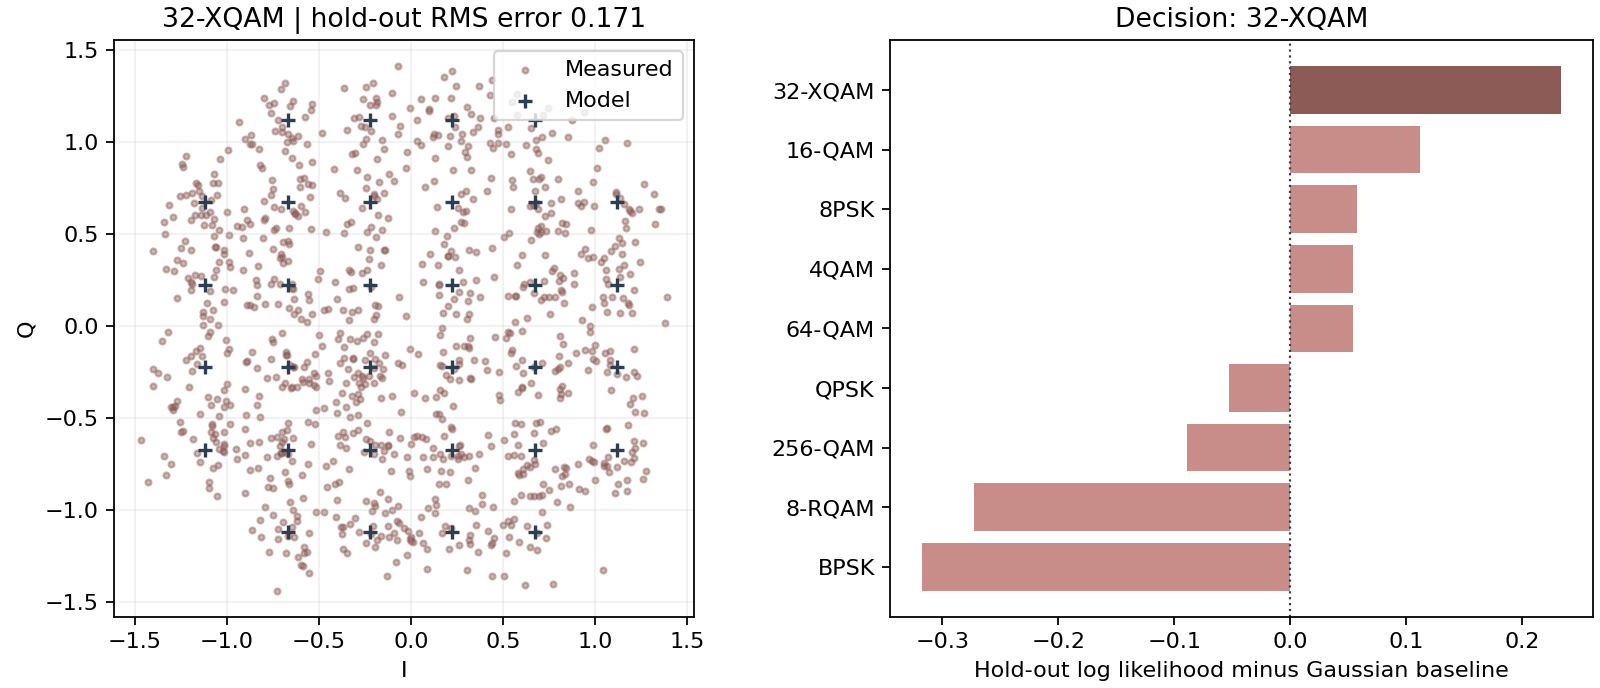 32-XQAM | hold-out RMS error 0.171
Measured
Model
1.5
1.0
0.5
0.0
−0.5
−1.0
−1.5
Q
−1.5 −1.0 −0.5 0.0 0.5 1.0 1.5
I
Decision: 32-XQAM
32-XQAM
16-QAM
8PSK
4QAM
64-QAM
QPSK
256-QAM
8-RQAM
BPSK
−0.3 −0.2 −0.1 0.0 0.1 0.2
Hold-out log likelihood minus Gaussian baseline